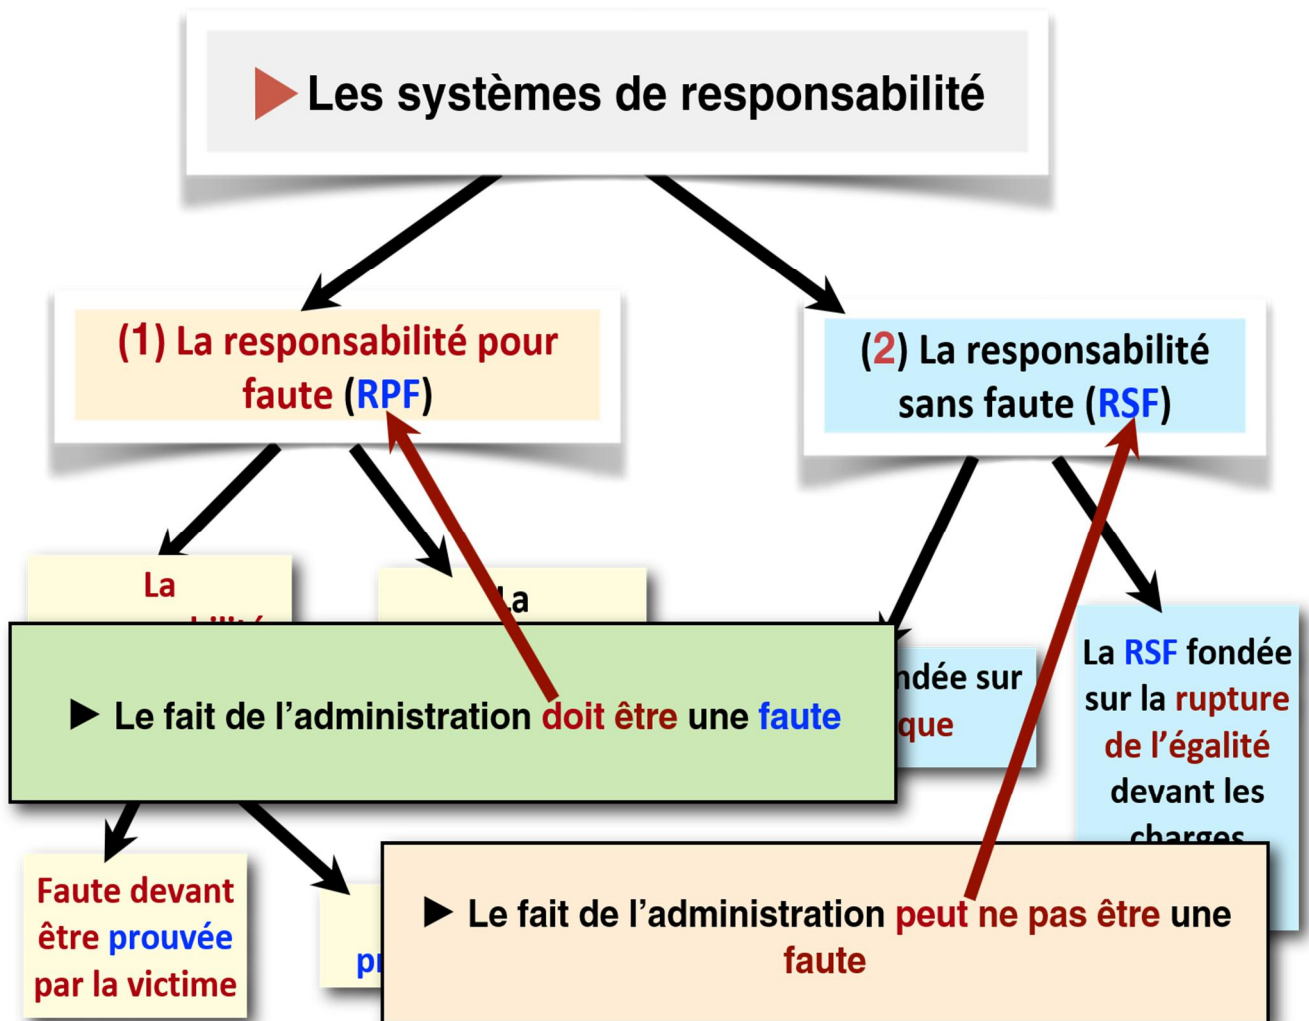 ▶ Les systèmes de responsabilité
(1) La responsabilité pour
faute (RPF)
(2) La responsabilité
sans faute (RSF)
La
La
► Le fait de l'administration doit être une faute
sur
La RSF fondée
sur la rupture
de l'égalité
devant les
charges
Faute devant
être prouvée
par la victime
► Le fait de l'administration peut ne pas être une
faute